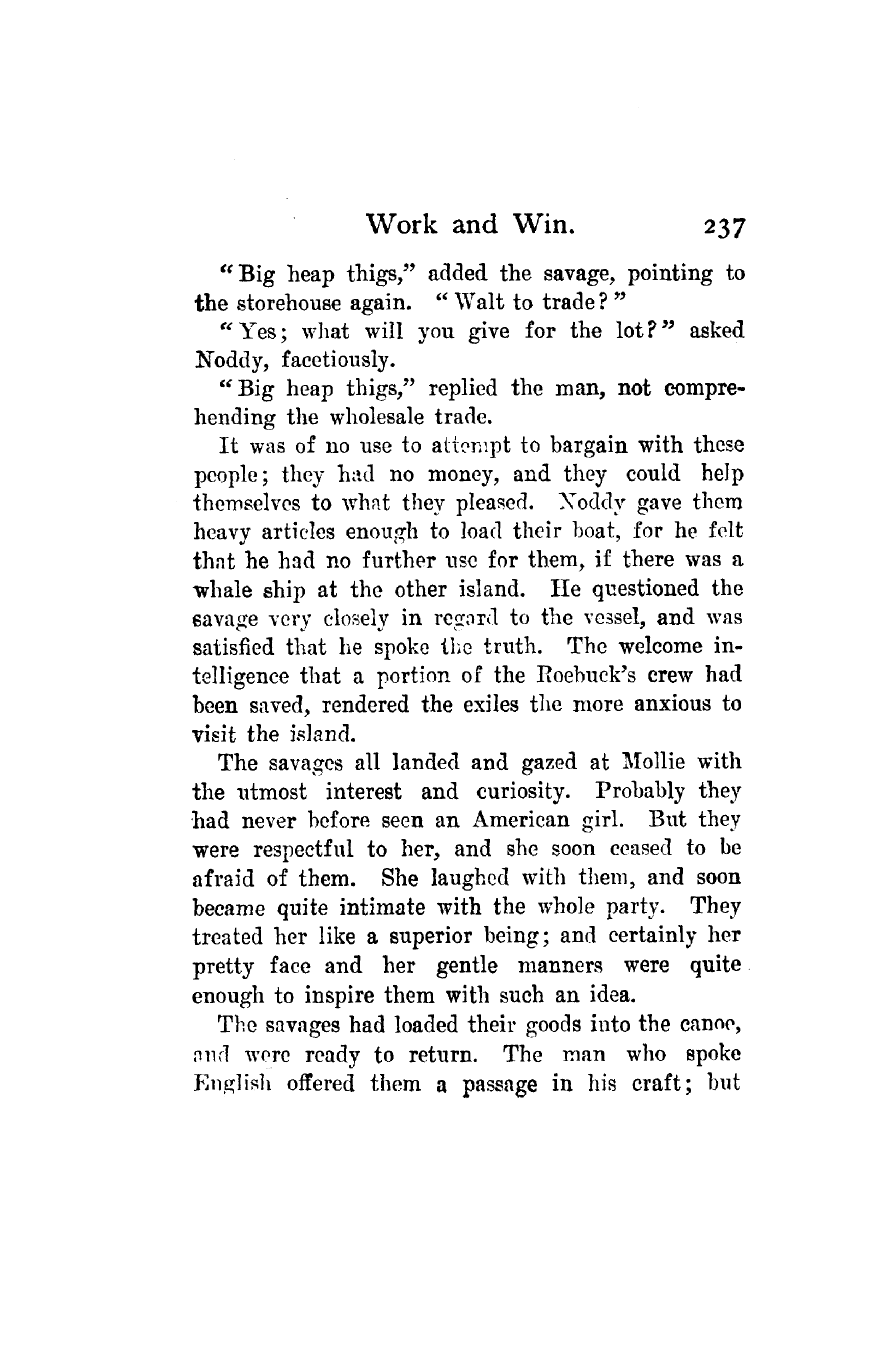 Work and Win. 237
“Big heap thigs,” added the savage, pointing to
the storehouse again. “Walt to trade?”
“Yes; what will you give for the lot?” asked
Noddy, facetiously.
“Big heap thigs,” replied the man, not compre-
hending the wholesale trade.
It was of no use to attempt to bargain with these
people; they had no money, and they could help
themselves to what they pleased. Noddy gave them
heavy articles enough to load their boat, for he felt
that he had no further use for them, if there was a
whale ship at the other island. He questioned the
savage very closely in regard to the vessel, and was
satisfied that he spoke the truth. The welcome in-
telligence that a portion of the Roebuck’s crew had
been saved, rendered the exiles the more anxious to
visit the island.
The savages all landed and gazed at Mollie with
the utmost interest and curiosity. Probably they
had never before seen an American girl. But they
were respectful to her, and she soon ceased to be
afraid of them. She laughed with them, and soon
became quite intimate with the whole party. They
treated her like a superior being; and certainly her
pretty face and her gentle manners were quite
enough to inspire them with such an idea.
The savages had loaded their goods into the canoe,
and were ready to return. The man who spoke
English offered them a passage in his craft; but